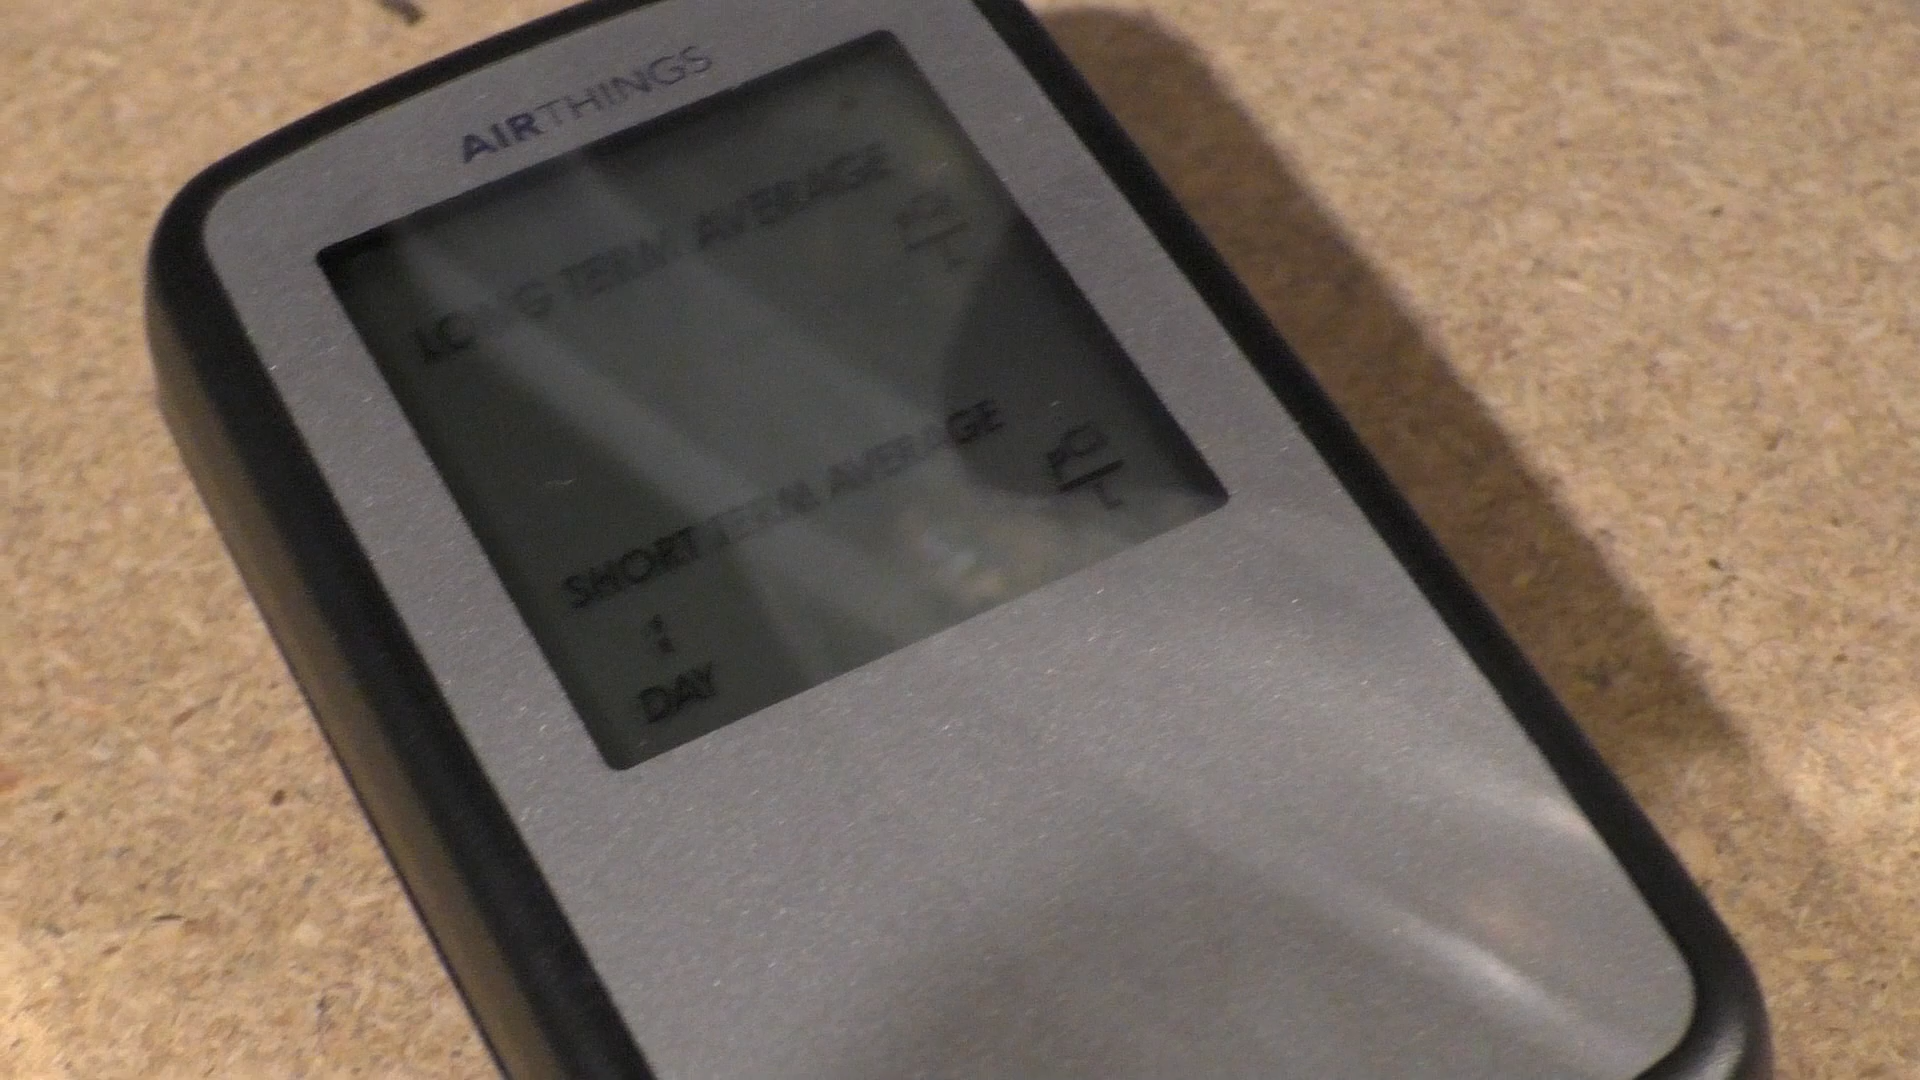 AIRTHINGS
LONG TERM AVERAGE
pCi
L
SHORT TERM AVERAGE
pCi
L
DAY